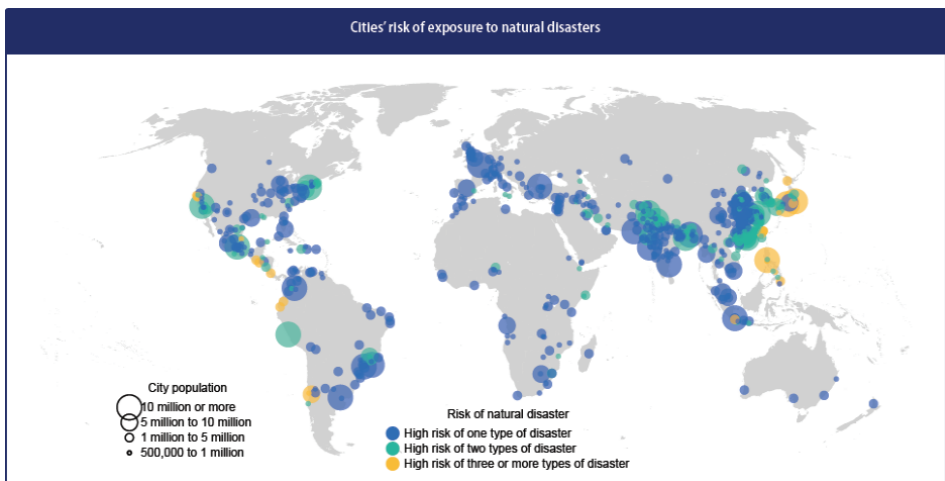 Cities' risk of exposure to natural disasters
City population
10 million or more
5 million to 10 million
1 million to 5 million
500,000 to 1 million
Risk of natural disaster
High risk of one type of disaster
High risk of two types of disaster
High risk of three or more types of disaster